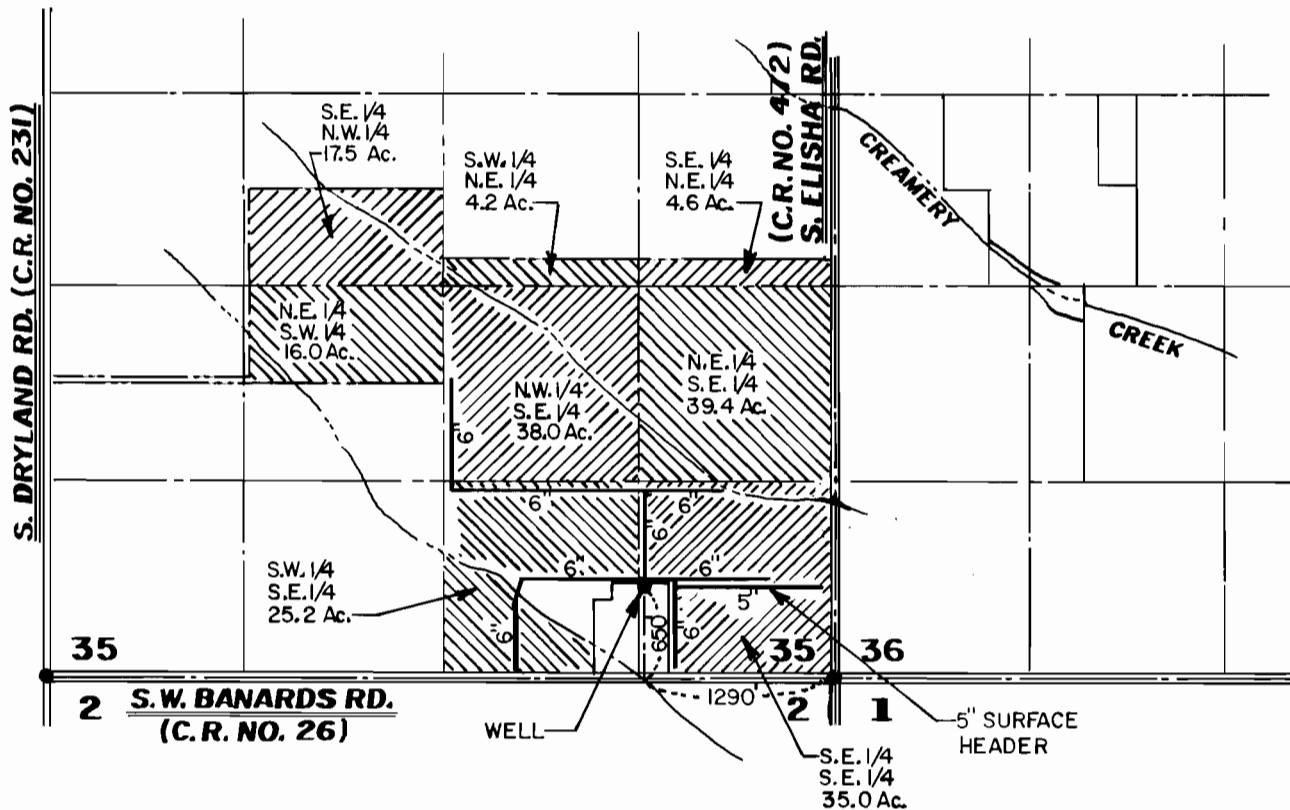 S. DRYLAND RD. (C.R. NO. 231)
S.E. 1/4
N.W. 1/4
17.5 Ac.
S.W. 1/4
N.E. 1/4
4.2 Ac.
S.E. 1/4
N.E. 1/4
4.6 Ac.
(C.R. NO. 472)
S. ELISHA RD.
CREAMERY
CREEK
N.E. 1/4
S.W. 1/4
16.0 Ac.
N.W. 1/4
S.E. 1/4
38.0 Ac.
N.E. 1/4
S.E. 1/4
39.4 Ac.
6"
6"
6"
6"
6"
6"
5"
6"
6"
650'
S.W. 1/4
S.E. 1/4
25.2 Ac.
35
35
36
2
S.W. BANARDS RD.
(C.R. NO. 26)
1290'
2
1
WELL
5" SURFACE
HEADER
S.E. 1/4
S.E. 1/4
35.0 Ac.